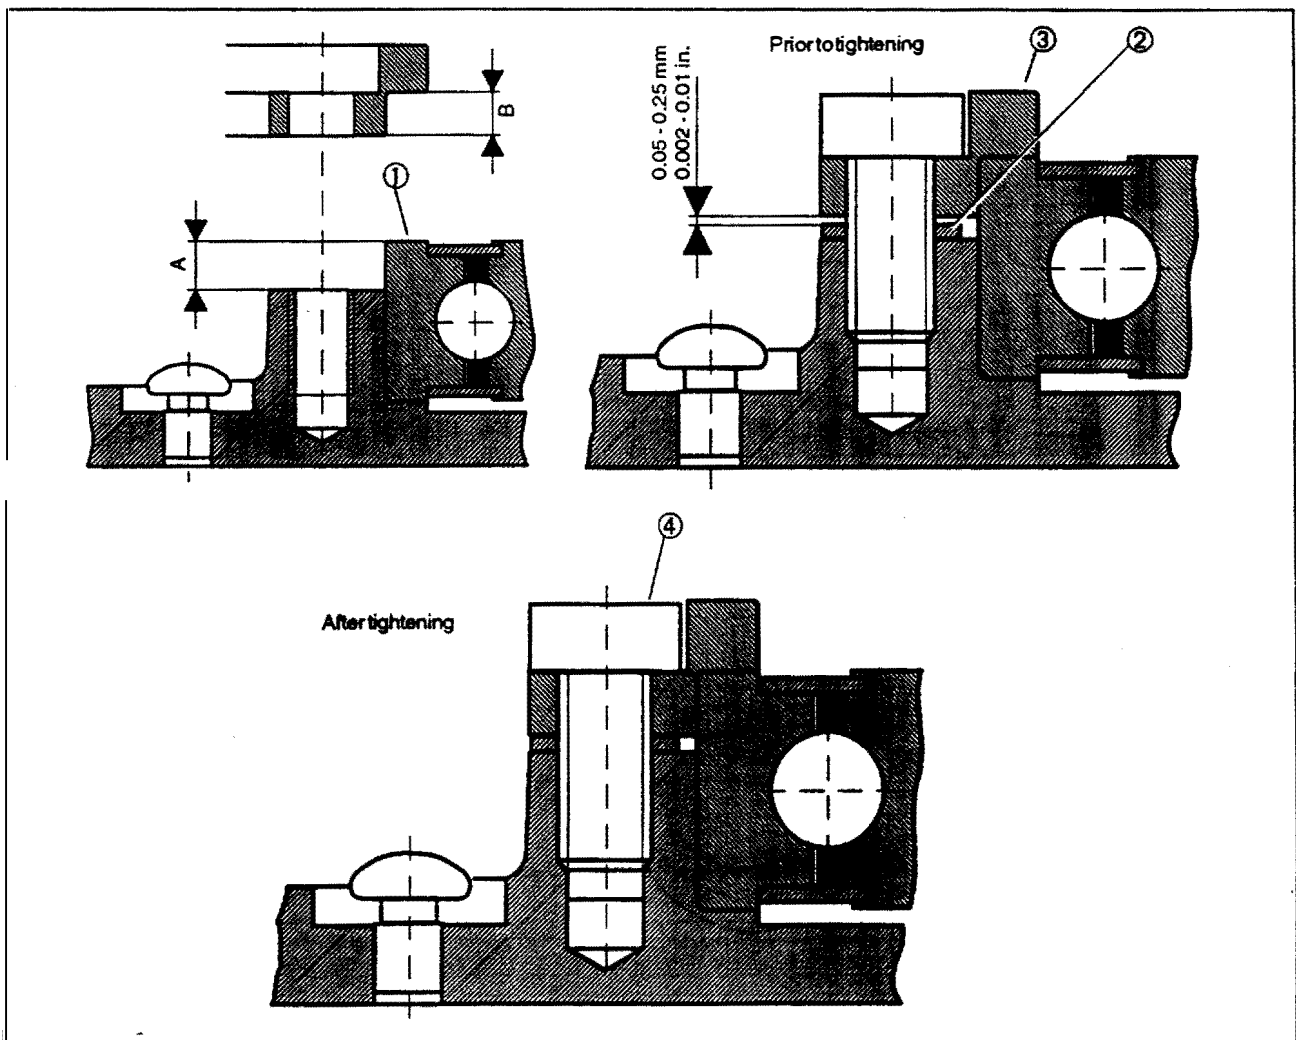 B
①
A
Prior to tightening
0.05 - 0.25 mm
0.002 - 0.01 in.
③
②
④
After tightening